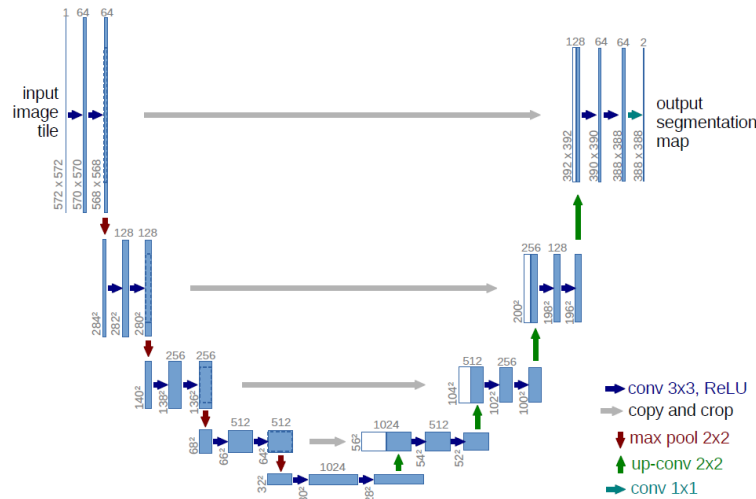 1 64 64
128 64 64 2
input
image
tile
output
segmentation
map
572 x 572
570 x 570
568 x 568
392 x 392
390 x 390
388 x 388
388 x 388
128 128
256 128
284²
282²
280²
200²
198²
196²
256 256
512 256
140²
138²
136²
104²
102²
100²
512 512
1024 512
68²
66²
64²
56²
54²
52²
1024
32²
30²
28²
conv 3x3, ReLU
copy and crop
max pool 2x2
up-conv 2x2
conv 1x1